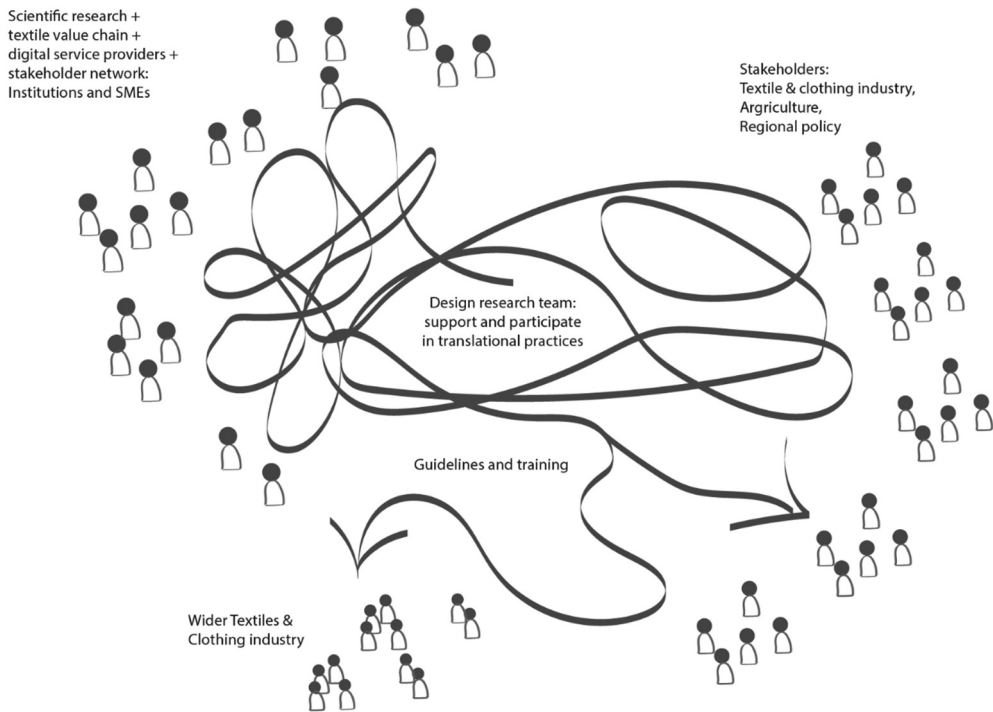 Scientific research +
textile value chain +
digital service providers +
stakeholder network:
Institutions and SMEs
Stakeholders:
Textile & clothing industry,
Argriculture,
Regional policy
Design research team:
support and participate
in translational practices
Guidelines and training
Wider Textiles &
Clothing industry